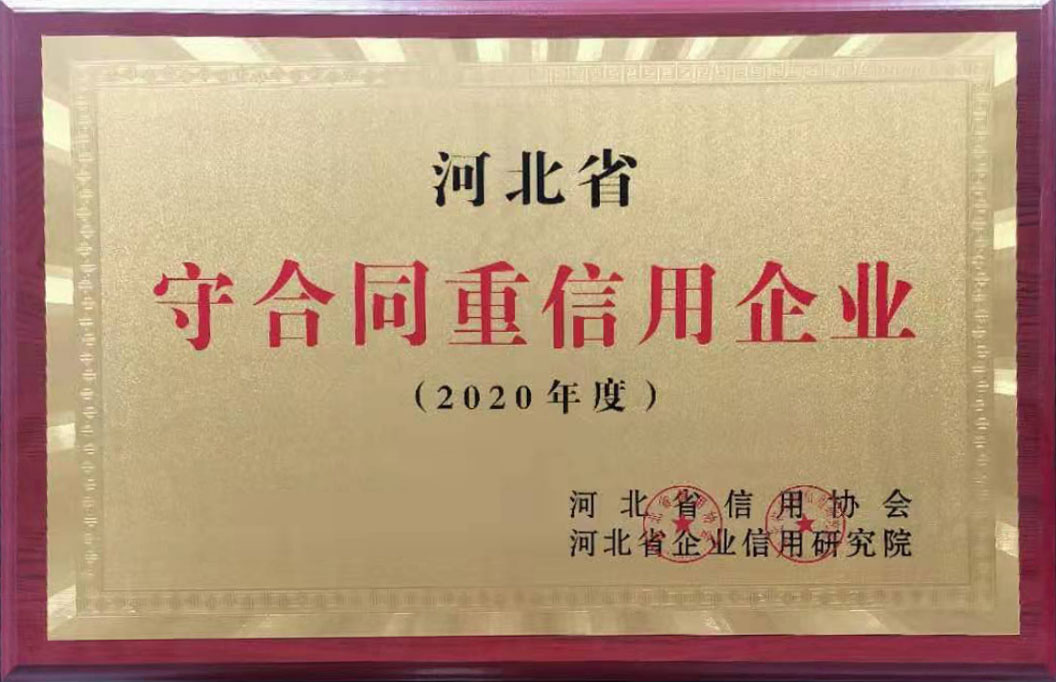 河北省
守合同重信用企业
（2020年度）
河北省信用协会
河北省企业信用研究院